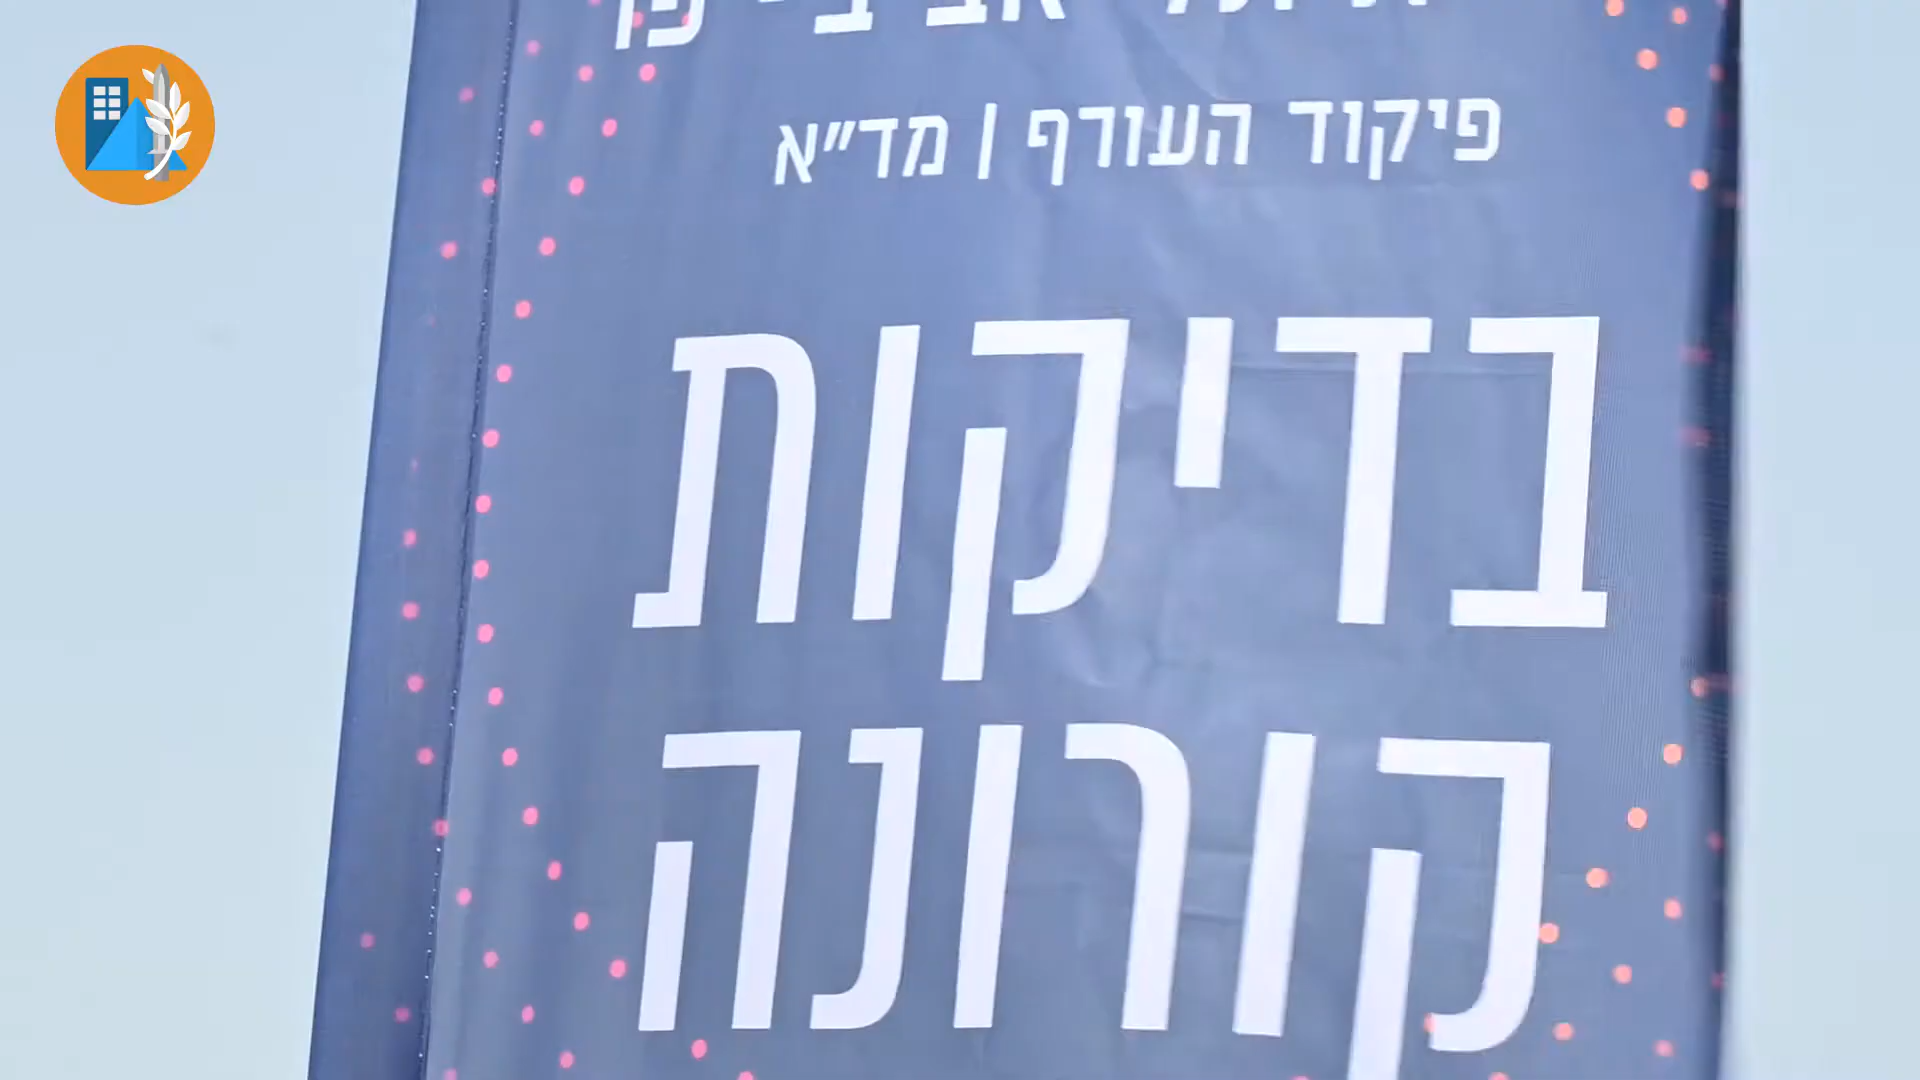 פיקוד העורף | מד״א
בדיקות
קורונה